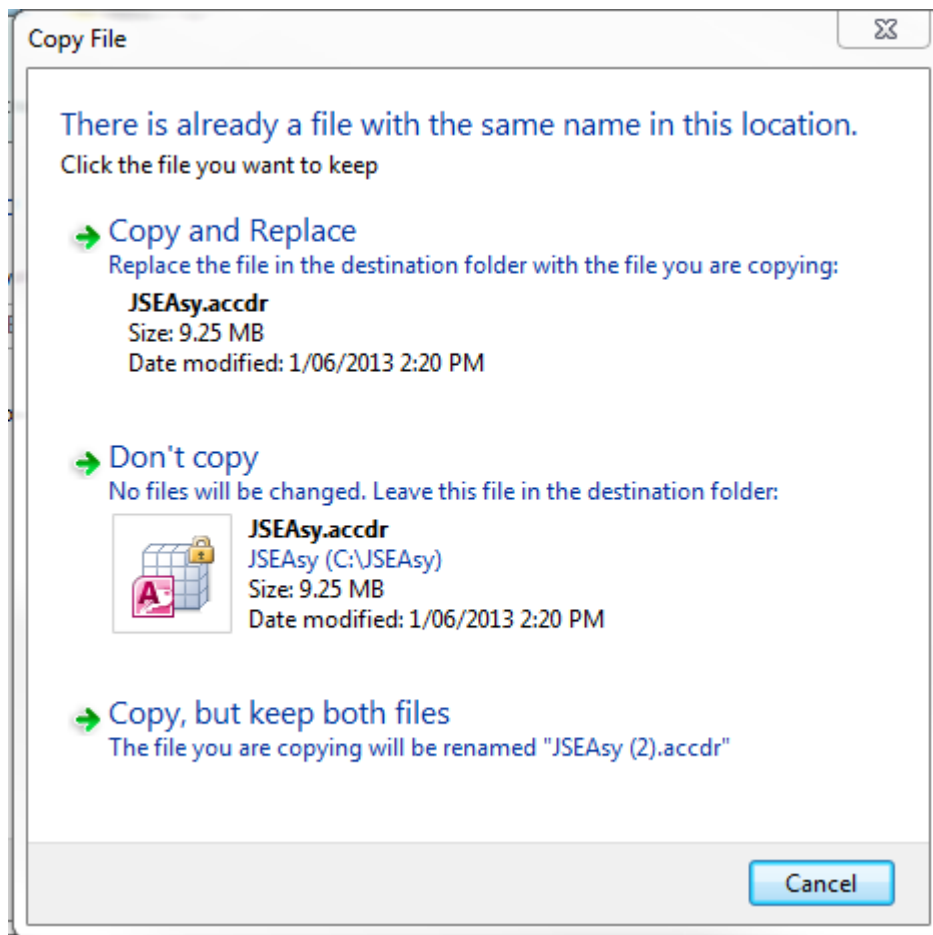 Copy File
There is already a file with the same name in this location.
Click the file you want to keep
Copy and Replace
Replace the file in the destination folder with the file you are copying:
JSEAsy.accdr
Size: 9.25 MB
Date modified: 1/06/2013 2:20 PM
Don't copy
No files will be changed. Leave this file in the destination folder:
JSEAsy.accdr
JSEAsy (C:\JSEAsy)
Size: 9.25 MB
Date modified: 1/06/2013 2:20 PM
Copy, but keep both files
The file you are copying will be renamed "JSEAsy (2).accdr"
Cancel